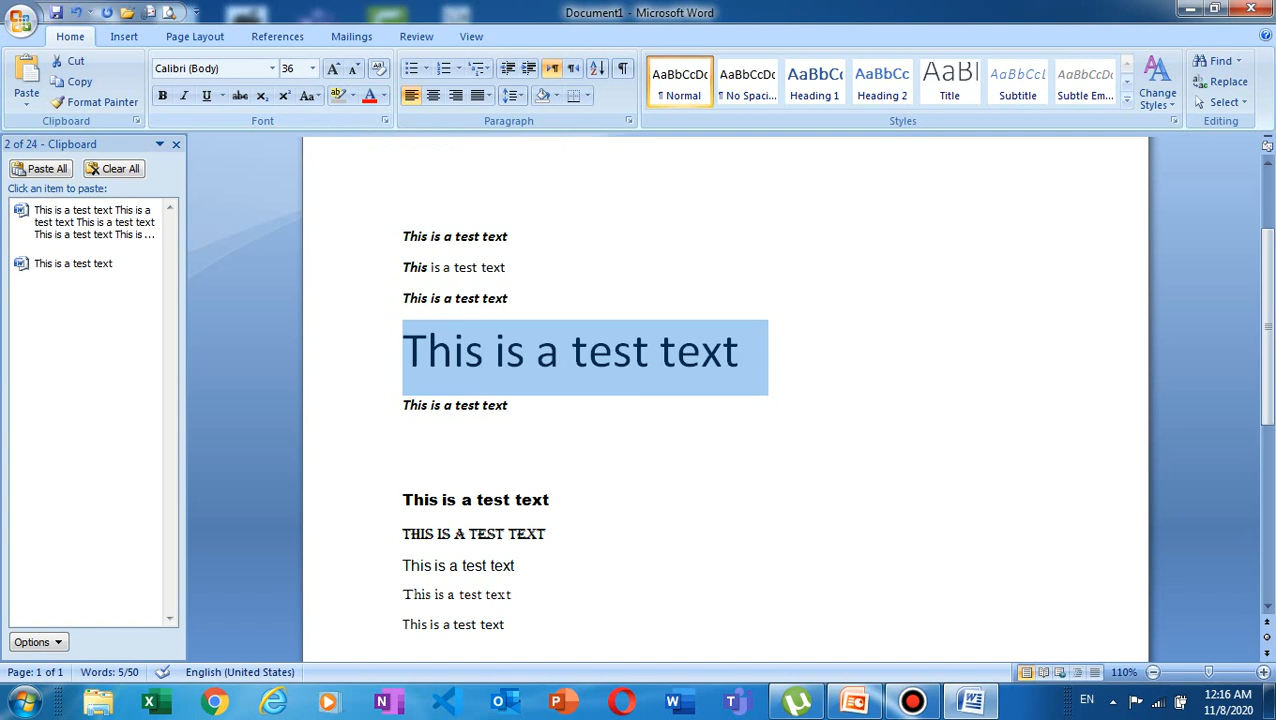 Document1 - Microsoft Word
Home Insert Page Layout References Mailings Review View
Cut
Copy
Format Painter
Paste
Clipboard
Calibri (Body) 36
B I U abc x₂ x² Aa
Font
Paragraph
AaBbCcDc AaBbCcDc AaBbC AaBbCc AaBl AaBbCcL AaBbCcDc
¶ Normal ¶ No Spaci... Heading 1 Heading 2 Title Subtitle Subtle Em...
Change
Styles
Styles
Find
Replace
Select
Editing
2 of 24 - Clipboard
Paste All Clear All
Click an item to paste:
This is a test text This is a
test text This is a test text
This is a test text This is ...
This is a test text
Options
This is a test text
This is a test text
This is a test text
This is a test text
This is a test text
This is a test text
THIS IS A TEST TEXT
This is a test text
This is a test text
This is a test text
Page: 1 of 1 Words: 5/50 English (United States) 110%
EN
12:16 AM
11/8/2020